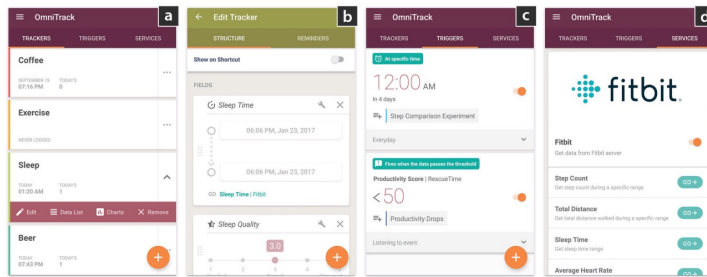 a
OmniTrack
TRACKERS TRIGGERS SERVICES
Coffee
SEPTEMBER 15 TODAY'S
07:16 PM 0
Exercise
NEVER LOGGED
Sleep
TODAY TODAY'S
01:20 AM 1
Edit Data List Charts Remove
Beer
TODAY TODAY'S
07:43 PM 1
b
Edit Tracker
STRUCTURE REMINDERS
Show on Shortcut
FIELDS
Sleep Time
06:06 PM, Jan 23, 2017
06:06 PM, Jan 23, 2017
Sleep Time | Fitbit
Sleep Quality
3.0
1 2 3 4
c
OmniTrack
TRACKERS TRIGGERS SERVICES
At specific time
12:00 AM
In 4 days
Step Comparison Experiment
Everyday
Fires when the data passes the threshold
Productivity Score | RescueTime
< 50
Productivity Drops
Listening to event
d
OmniTrack
TRACKERS TRIGGERS SERVICES
fitbit.
Fitbit
Get data from Fitbit server
Step Count
Get step count during a specific range
Total Distance
Get total distance walked during a specific range
Sleep Time
Get sleep time range
Average Heart Rate